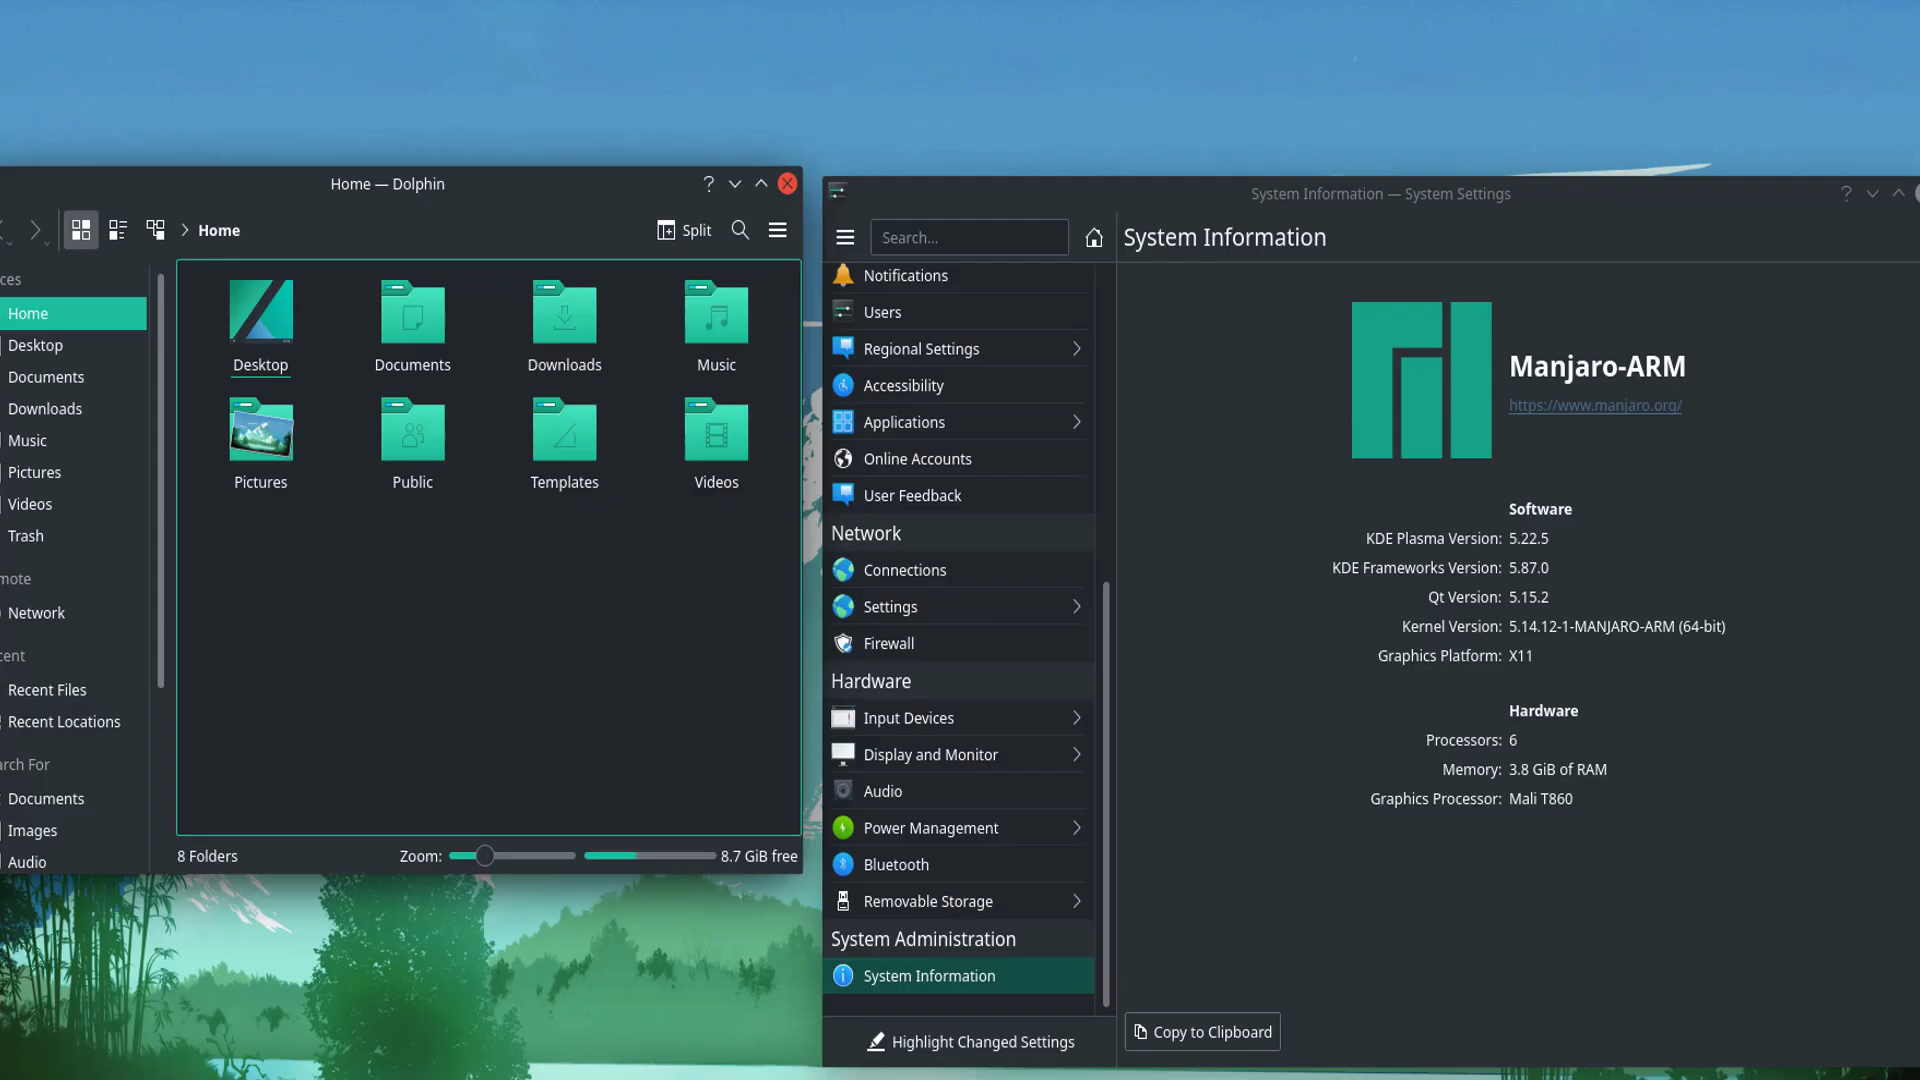 Home — Dolphin
Home
Split
ces
Home
Desktop
Documents
Downloads
Music
Pictures
Videos
Trash
mote
Network
cent
Recent Files
Recent Locations
arch For
Documents
Images
Audio
Desktop
Documents
Downloads
Music
Pictures
Public
Templates
Videos
8 Folders
Zoom:
8.7 GiB free
System Information — System Settings
Search...
System Information
Notifications
Users
Regional Settings
Accessibility
Applications
Online Accounts
User Feedback
Network
Connections
Settings
Firewall
Hardware
Input Devices
Display and Monitor
Audio
Power Management
Bluetooth
Removable Storage
System Administration
System Information
Highlight Changed Settings
Manjaro-ARM
https://www.manjaro.org/
Software
KDE Plasma Version: 5.22.5
KDE Frameworks Version: 5.87.0
Qt Version: 5.15.2
Kernel Version: 5.14.12-1-MANJARO-ARM (64-bit)
Graphics Platform: X11
Hardware
Processors: 6
Memory: 3.8 GiB of RAM
Graphics Processor: Mali T860
Copy to Clipboard